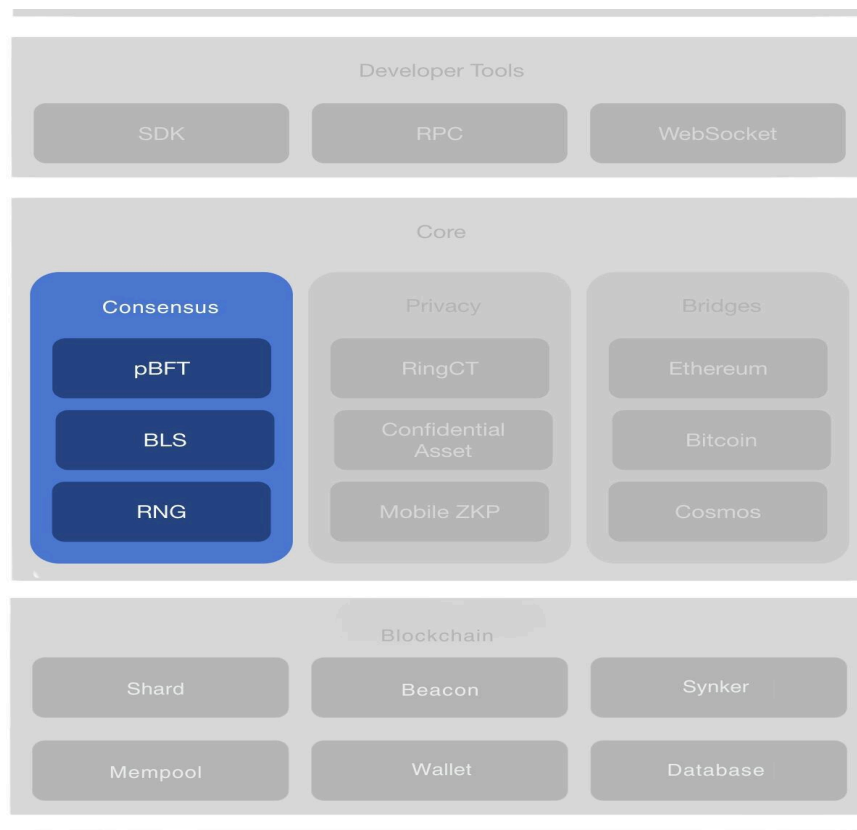 Developer Tools
SDK
RPC
WebSocket
Core
Consensus
pBFT
BLS
RNG
Privacy
RingCT
Confidential
Asset
Mobile ZKP
Bridges
Ethereum
Bitcoin
Cosmos
Blockchain
Shard
Beacon
Synker
Mempool
Wallet
Database